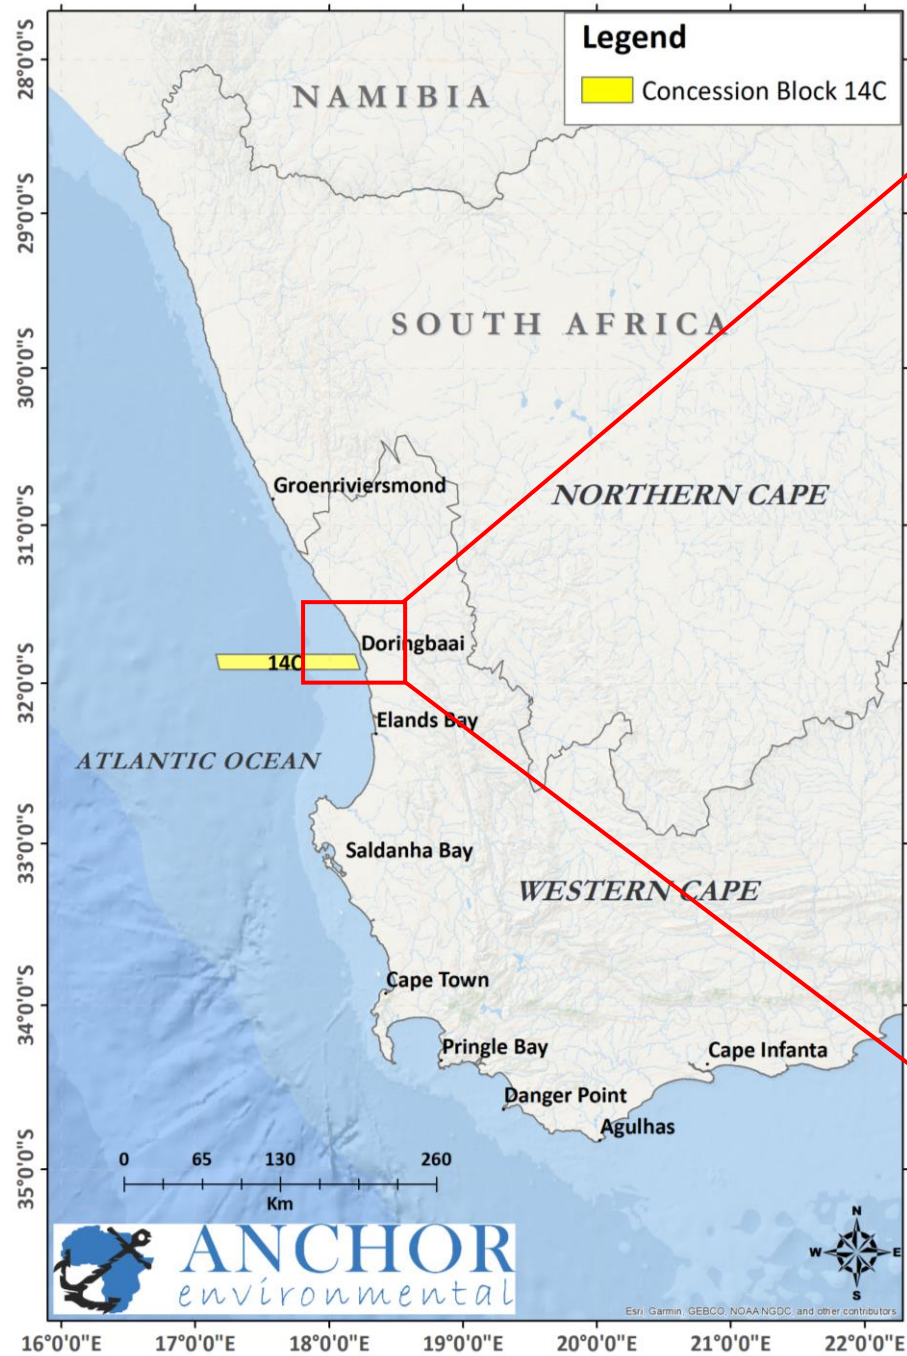 Legend
Concession Block 14C
NAMIBIA
SOUTH AFRICA
Groenriviersmond
NORTHERN CAPE
Doringbaai
14C
Elands Bay
ATLANTIC OCEAN
Saldanha Bay
WESTERN CAPE
Cape Town
Pringle Bay
Cape Infanta
Danger Point
Agulhas
0 65 130 260
Km
ANCHOR
environmental
N
W E
S
Esri, Garmin, GEBCO, NOAA NGDC, and other contributors
28°0'0"S
29°0'0"S
30°0'0"S
31°0'0"S
32°0'0"S
33°0'0"S
34°0'0"S
35°0'0"S
16°0'0"E 17°0'0"E 18°0'0"E 19°0'0"E 20°0'0"E 21°0'0"E 22°0'0"E